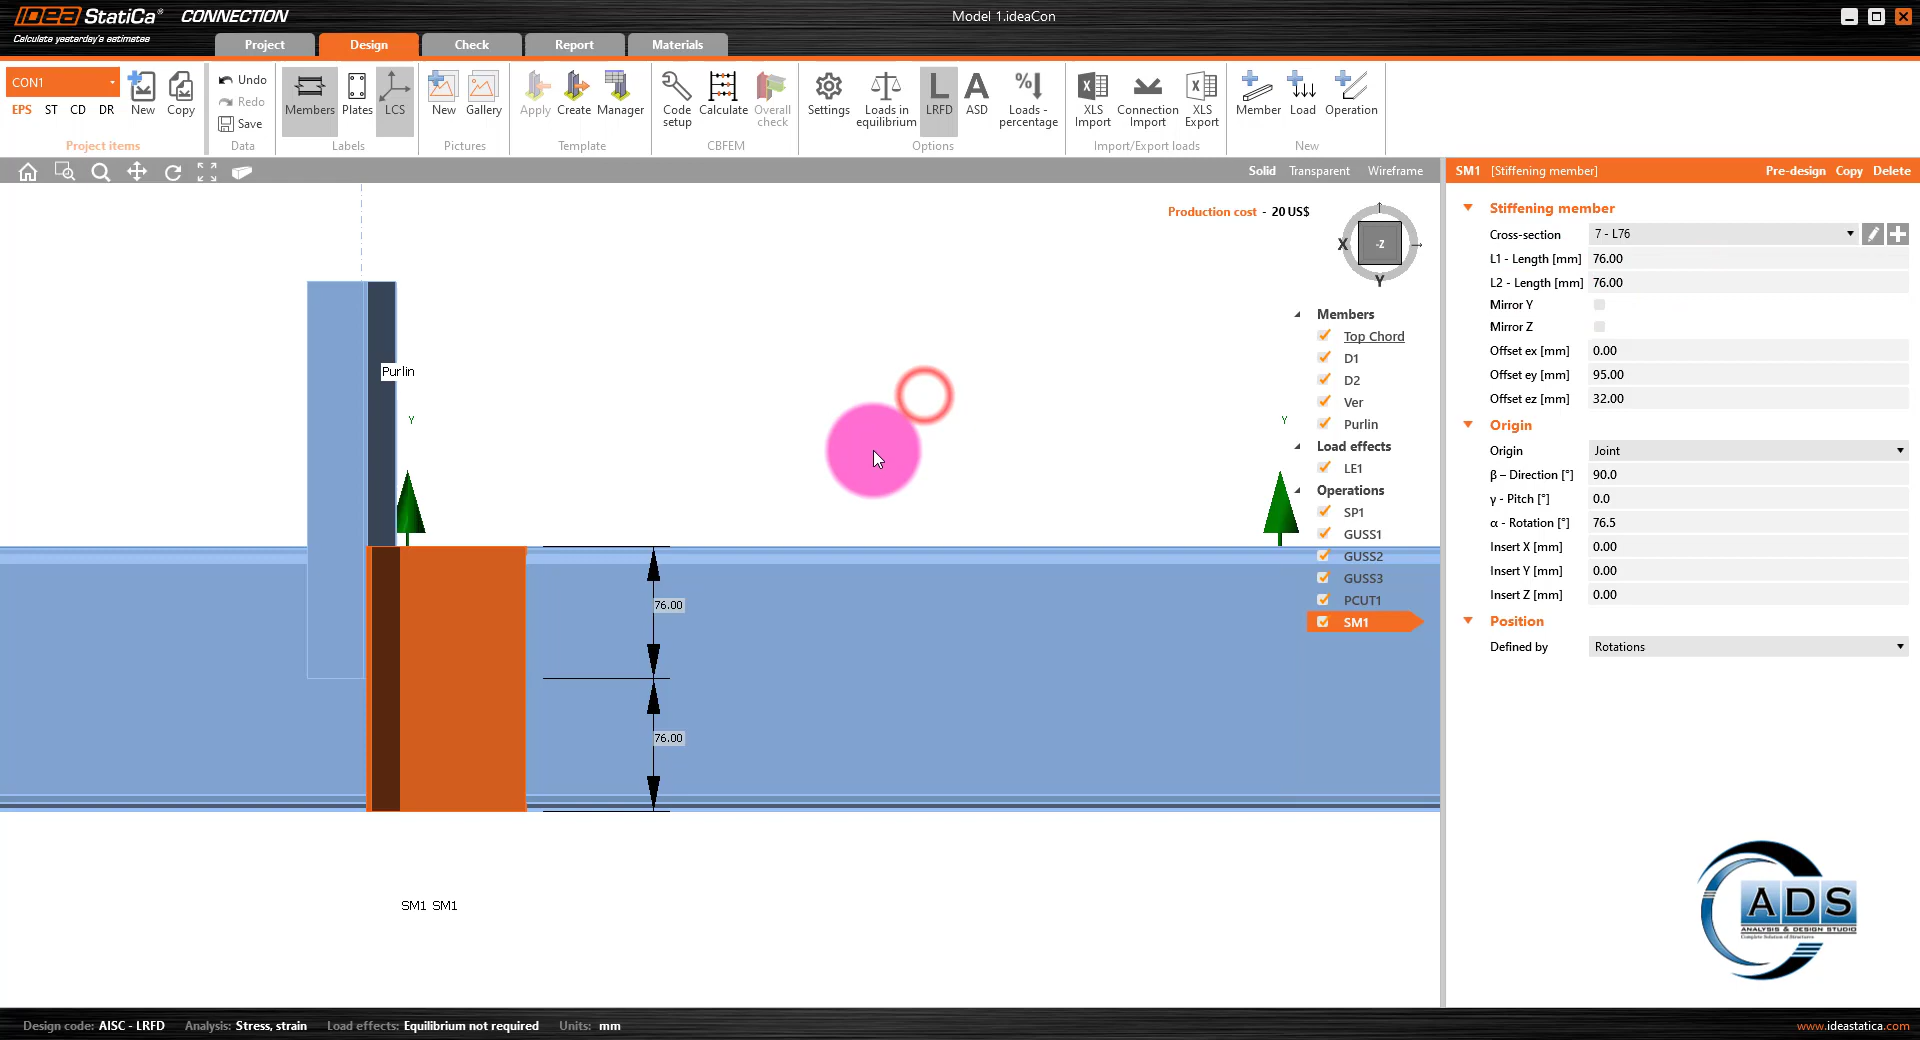 IDEA StatiCa® CONNECTION
Calculate yesterday's estimates
Model 1.ideaCon
Project Design Check Report Materials
CON1
EPS ST CD DR
New Copy
Project items
Undo
Redo
Save
Data
Members Plates LCS
Labels
New Gallery
Pictures
Apply Create Manager
Template
Code setup Calculate Overall check
CBFEM
Settings Loads in equilibrium LRFD ASD Loads - percentage
Options
XLS Import Connection Import XLS Export
Import/Export loads
Member Load Operation
New
Solid Transparent Wireframe
Production cost - 20 US$
X -Z Y
Purlin
Y Y
76.00
76.00
SM1 SM1
Members
Top Chord
D1
D2
Ver
Purlin
Load effects
LE1
Operations
SP1
GUSS1
GUSS2
GUSS3
PCUT1
SM1
SM1 [Stiffening member] Pre-design Copy Delete
Stiffening member
Cross-section 7 - L76
L1 - Length [mm] 76.00
L2 - Length [mm] 76.00
Mirror Y
Mirror Z
Offset ex [mm] 0.00
Offset ey [mm] 95.00
Offset ez [mm] 32.00
Origin
Origin Joint
β – Direction [°] 90.0
γ - Pitch [°] 0.0
α - Rotation [°] 76.5
Insert X [mm] 0.00
Insert Y [mm] 0.00
Insert Z [mm] 0.00
Position
Defined by Rotations
ADS
ANALYSIS & DESIGN STUDIO
Complete Solution of Structures
Design code: AISC - LRFD Analysis: Stress, strain Load effects: Equilibrium not required Units: mm
www.ideastatica.com